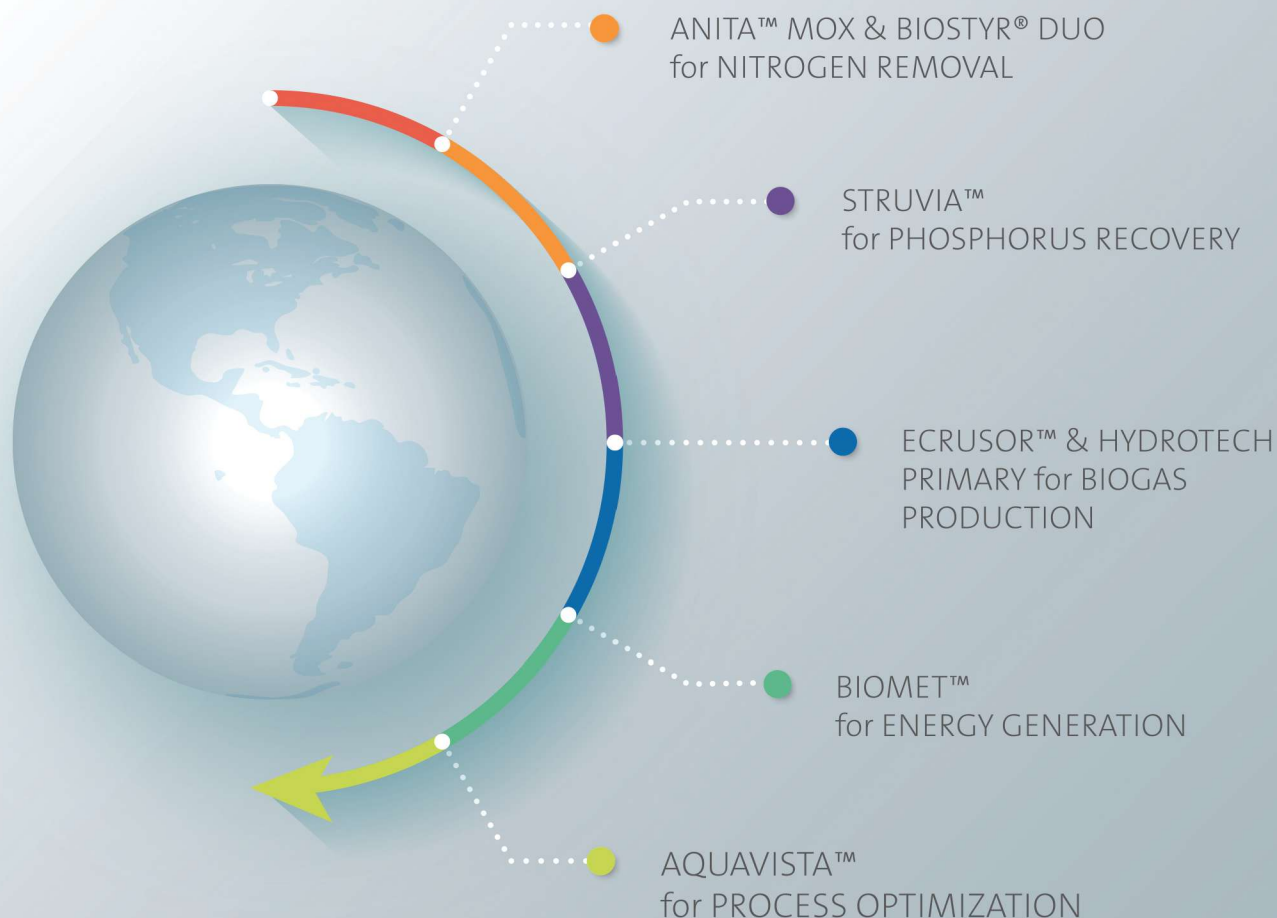 ANITA™ MOX & BIOSTYR® DUO
for NITROGEN REMOVAL
STRUVIA™
for PHOSPHORUS RECOVERY
ECRUSOR™ & HYDROTECH
PRIMARY for BIOGAS
PRODUCTION
BIOMET™
for ENERGY GENERATION
AQUAVISTA™
for PROCESS OPTIMIZATION